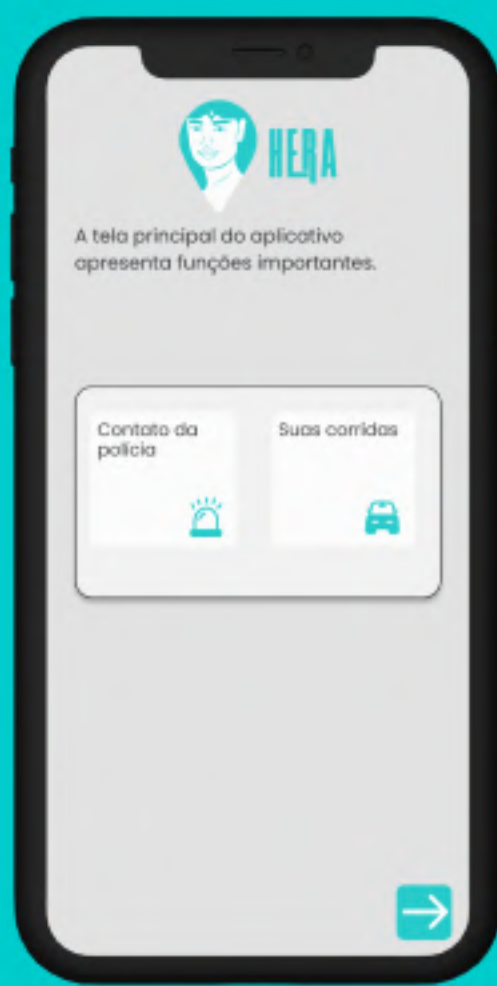 HERA
A tela principal do aplicativo
apresenta funções importantes.
Contato da
polícia
Suas corridas